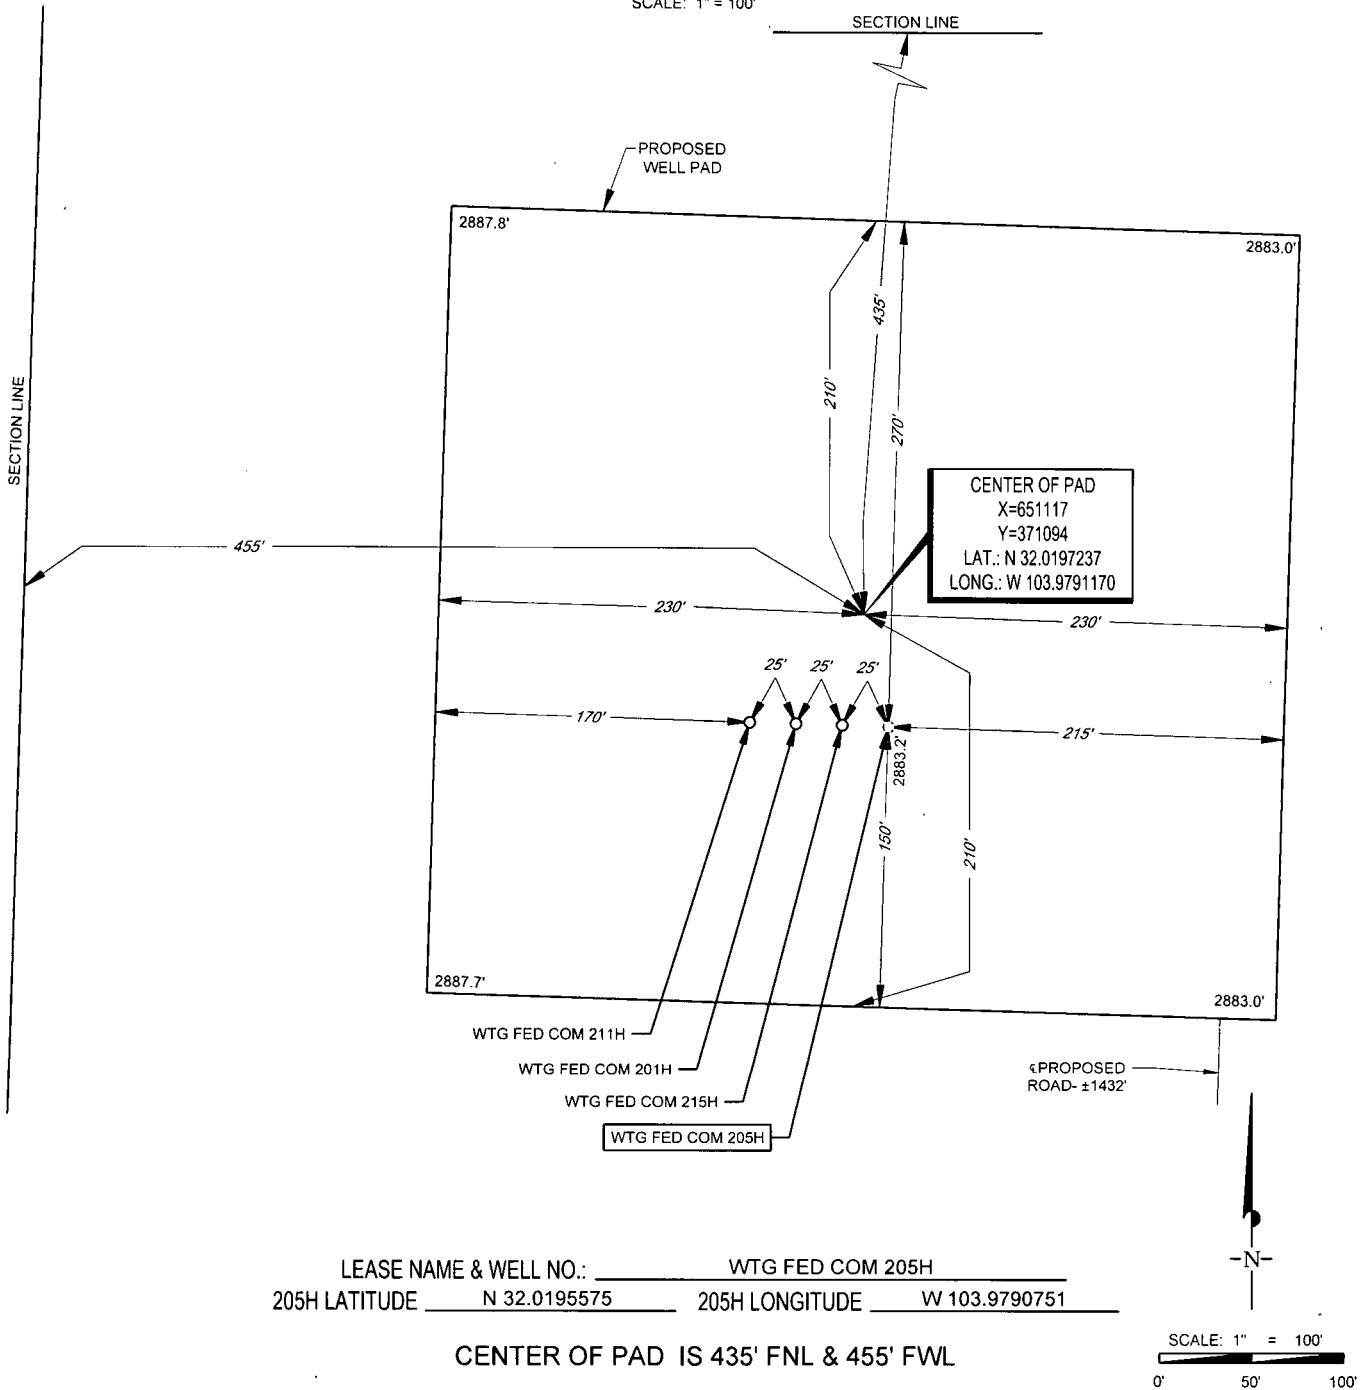 SCALE: 1" = 100'
SECTION LINE
PROPOSED
WELL PAD
2887.8'
2883.0'
435'
210'
270'
SECTION LINE
CENTER OF PAD
X=651117
Y=371094
LAT.: N 32.0197237
LONG.: W 103.9791170
455'
230'
230'
25'
25'
25'
170'
215'
2883.2'
150'
210'
2887.7'
2883.0'
WTG FED COM 211H
WTG FED COM 201H
WTG FED COM 215H
WTG FED COM 205H
℄PROPOSED
ROAD- ±1432'
-N-
LEASE NAME & WELL NO.: WTG FED COM 205H
205H LATITUDE N 32.0195575 205H LONGITUDE W 103.9790751
CENTER OF PAD IS 435' FNL & 455' FWL
SCALE: 1" = 100'
0' 50' 100'